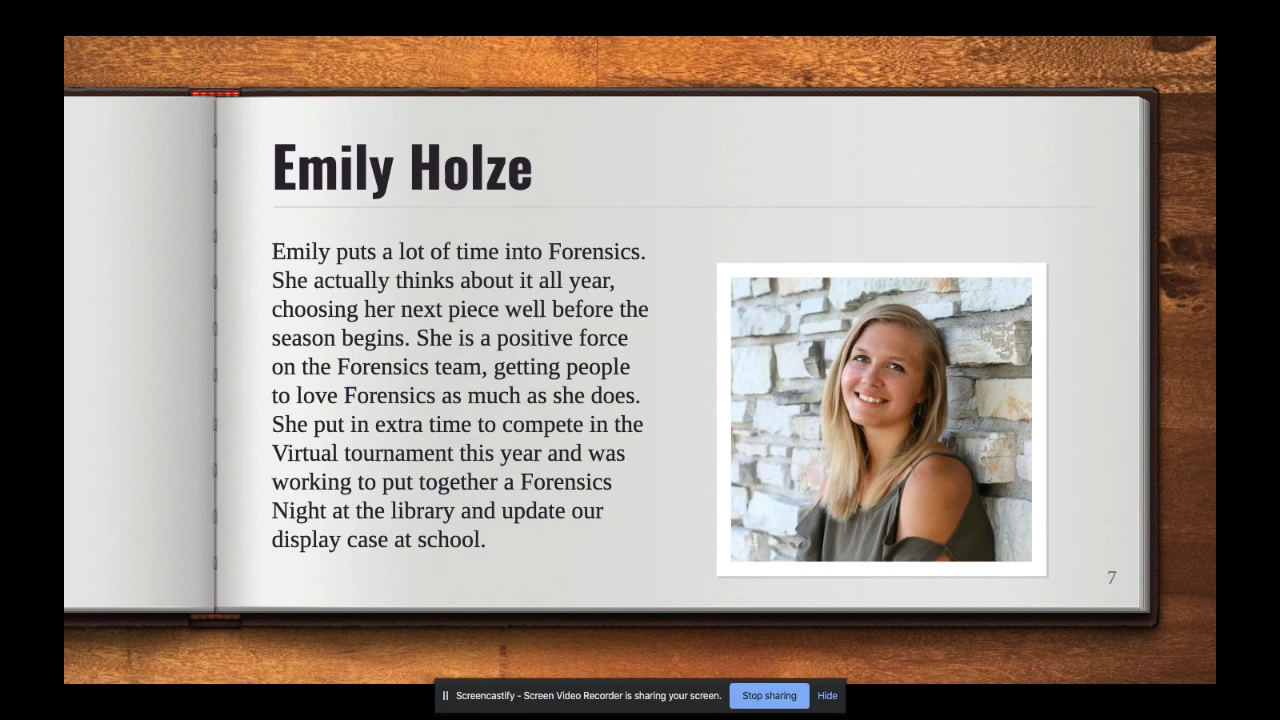 Emily Holze
Emily puts a lot of time into Forensics.
She actually thinks about it all year,
choosing her next piece well before the
season begins. She is a positive force
on the Forensics team, getting people
to love Forensics as much as she does.
She put in extra time to compete in the
Virtual tournament this year and was
working to put together a Forensics
Night at the library and update our
display case at school.
7
Screencastify - Screen Video Recorder is sharing your screen. Stop sharing Hide